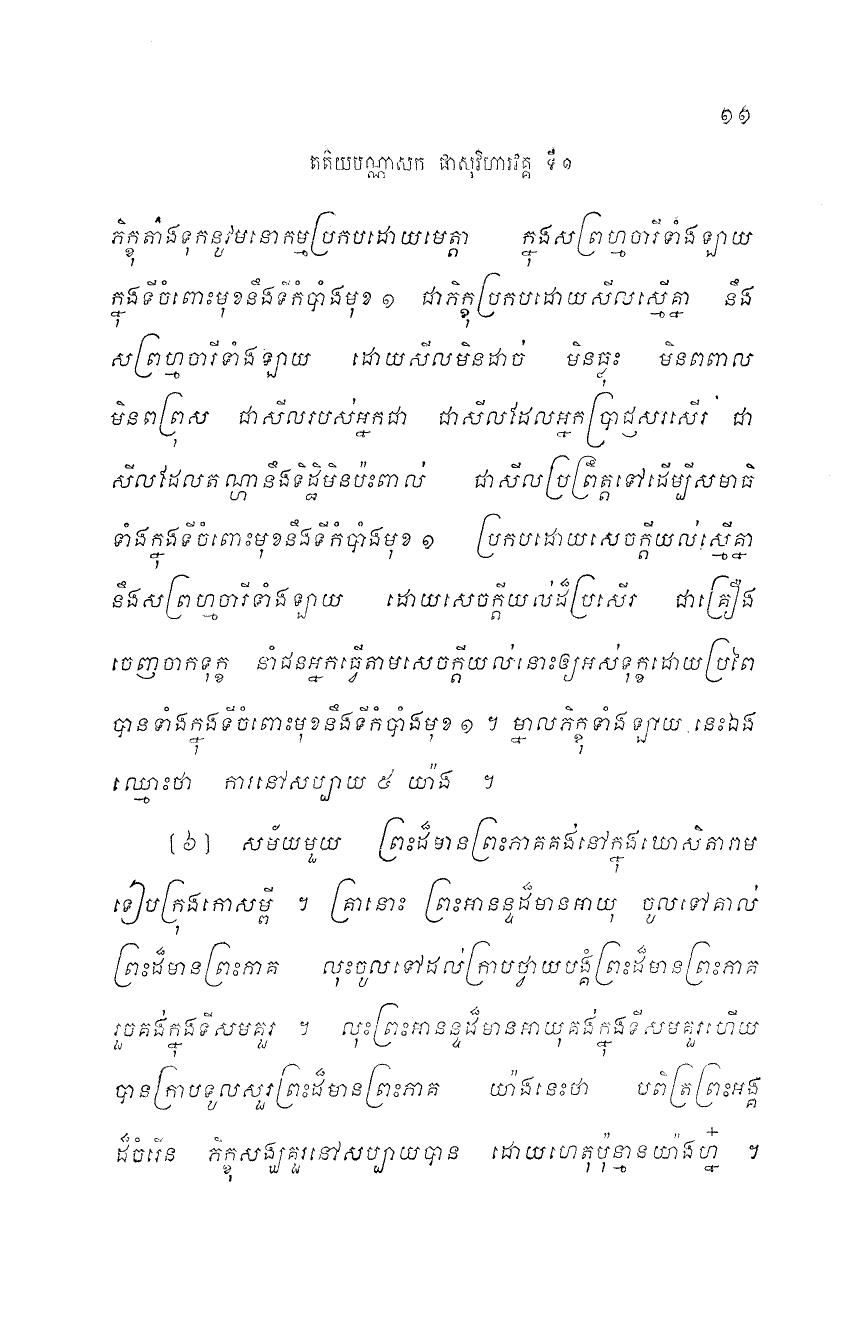 ១១
តតិយបណ្ណាសក ផាសុវិហារវគ្គ ទី១
ភិក្ខុតាំងទុកនូវមនោកម្មប្រកបដោយមេត្តា ក្នុងសព្រហ្មចារីទាំងឡាយ
ក្នុងទីចំពោះមុខនឹងទីកំបាំងមុខ ១ ជាភិក្ខុប្រកបដោយសីលស្មើគ្នា នឹង
សព្រហ្មចារីទាំងឡាយ ដោយសីលមិនដាច់ មិនធ្លុះ មិនពពាល
មិនពព្រុស ជាសីលរបស់អ្នកជា ជាសីលដែលអ្នកប្រាជ្ញសរសើរ ជា
សីលដែលតណ្ហានឹងទិដ្ឋិមិនប៉ះពាល់ ជាសីលប្រព្រឹត្តទៅដើម្បីសមាធិ
ទាំងក្នុងទីចំពោះមុខនឹងទីកំបាំងមុខ ១ ប្រកបដោយសេចក្តីយល់ស្មើគ្នា
នឹងសព្រហ្មចារីទាំងឡាយ ដោយសេចក្តីយល់ដ៏ប្រសើរ ជាគ្រឿង
ចេញចាកទុក្ខ នាំជនអ្នកធ្វើតាមសេចក្តីយល់នោះឲ្យអស់ទុក្ខដោយប្រពៃ
បានទាំងក្នុងទីចំពោះមុខនឹងទីកំបាំងមុខ ១ ។ ម្នាលភិក្ខុទាំងឡាយ នេះឯង
ឈ្មោះថា ការនៅសប្បាយ ៥ យ៉ាង ។
[៦] សម័យមួយ ព្រះដ៏មានព្រះភាគគង់នៅក្នុងឃោសិតារាម
ទៀបក្រុងកោសម្ពី ។ គ្រានោះ ព្រះអានន្ទដ៏មានអាយុ ចូលទៅគាល់
ព្រះដ៏មានព្រះភាគ លុះចូលទៅដល់ក្រាបថ្វាយបង្គំព្រះដ៏មានព្រះភាគ
រួចគង់ក្នុងទីសមគួរ ។ លុះព្រះអានន្ទដ៏មានអាយុគង់ក្នុងទីសមគួរហើយ
បានក្រាបទូលសួរព្រះដ៏មានព្រះភាគ យ៉ាងនេះថា បពិត្រព្រះអង្គ
ដ៏ចំរើន ភិក្ខុសង្ឃគួរនៅសប្បាយបាន ដោយហេតុប៉ុន្មានយ៉ាងហ្ន៎ ។